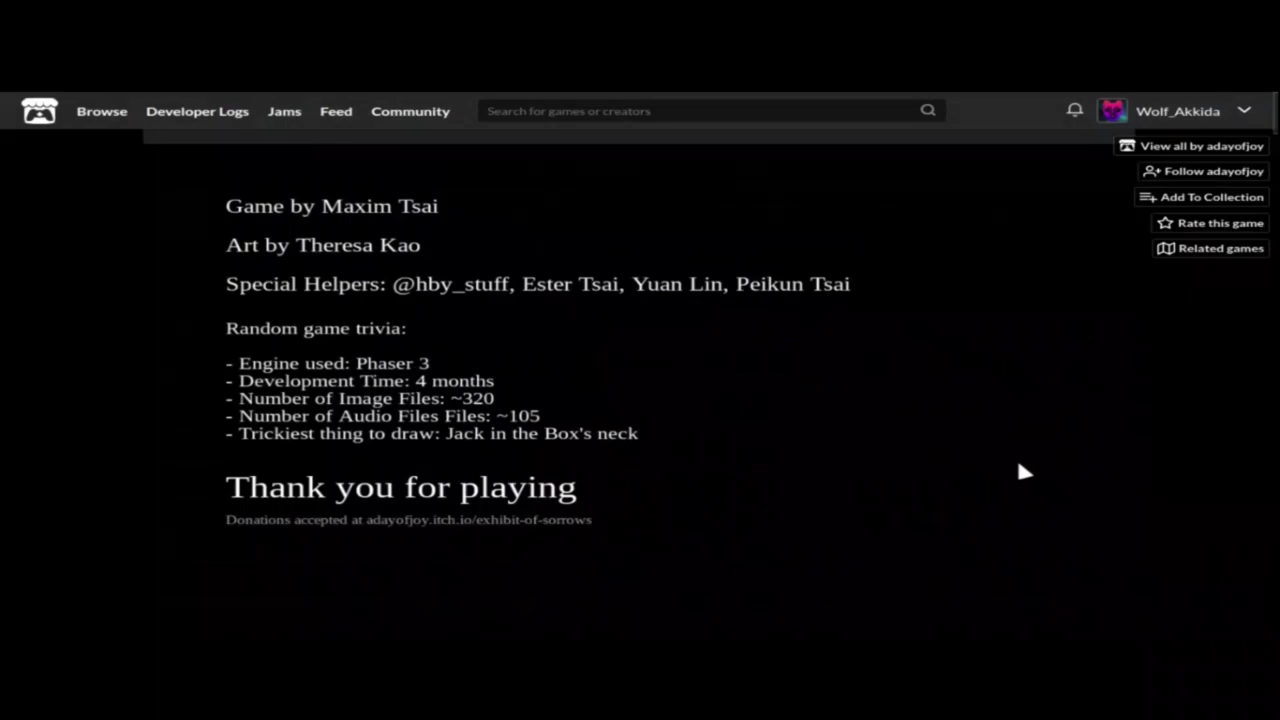 Browse Developer Logs Jams Feed Community Search for games or creators Wolf_Akkida
View all by adayofjoy
Follow adayofjoy
Add To Collection
Rate this game
Related games
Game by Maxim Tsai
Art by Theresa Kao
Special Helpers: @hby_stuff, Ester Tsai, Yuan Lin, Peikun Tsai
Random game trivia:
- Engine used: Phaser 3
- Development Time: 4 months
- Number of Image Files: ~320
- Number of Audio Files Files: ~105
- Trickiest thing to draw: Jack in the Box's neck
Thank you for playing
Donations accepted at adayofjoy.itch.io/exhibit-of-sorrows